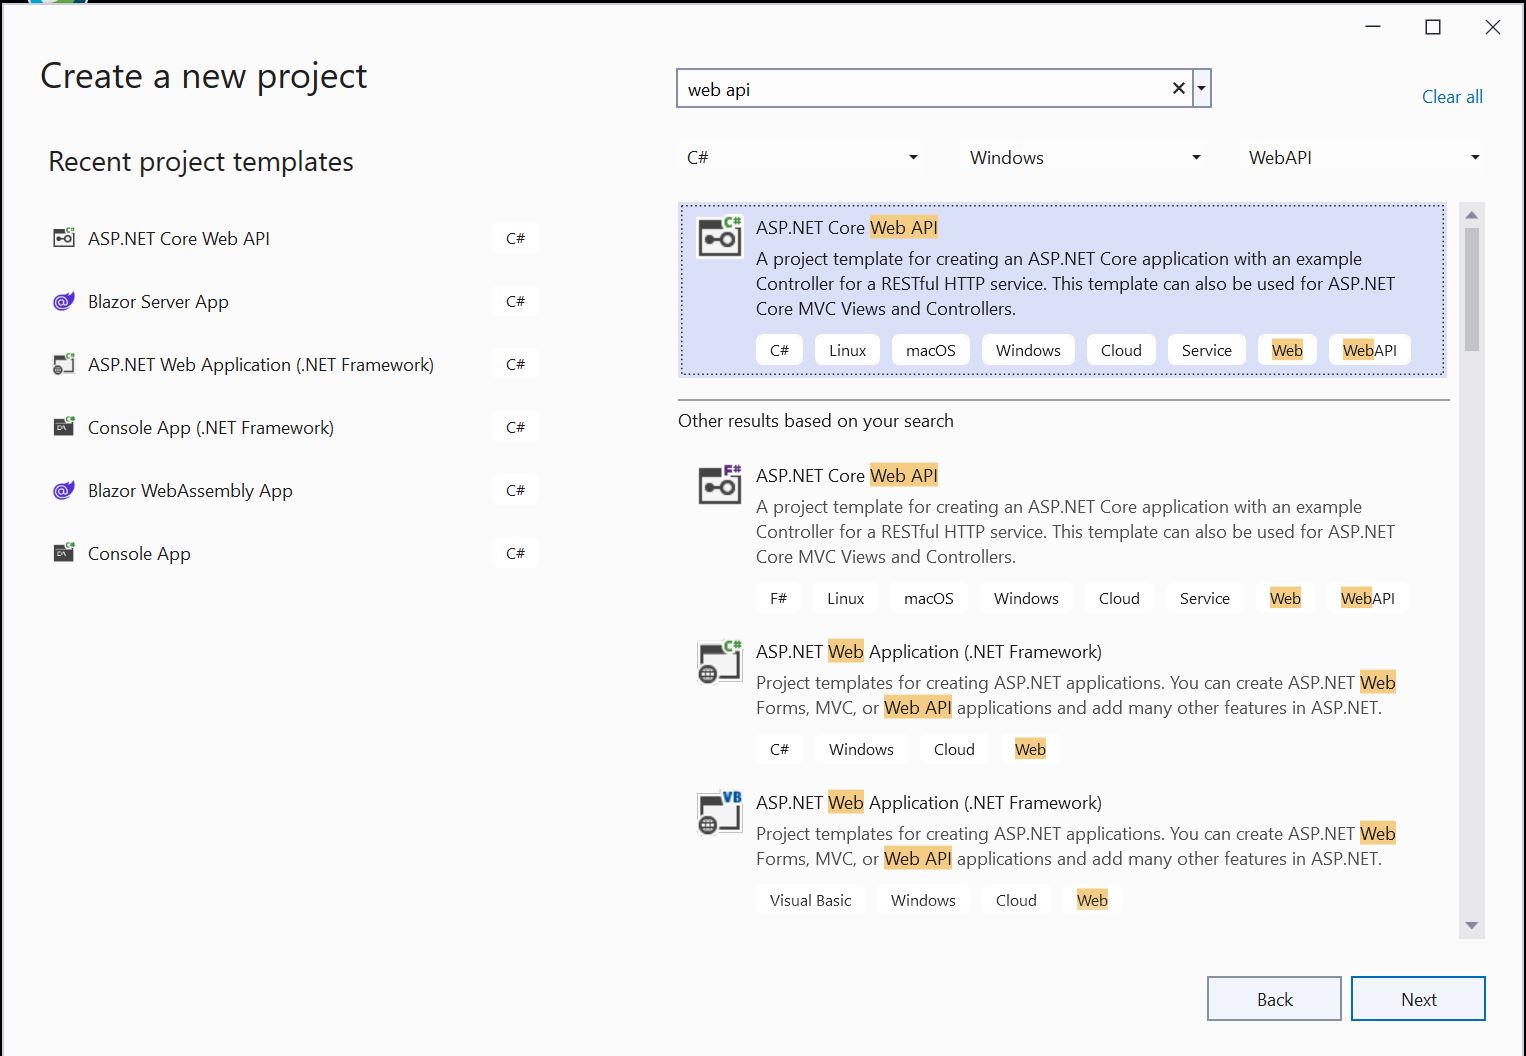 Create a new project
web api
Clear all
Recent project templates
C#
Windows
WebAPI
ASP.NET Core Web API C#
Blazor Server App C#
ASP.NET Web Application (.NET Framework) C#
Console App (.NET Framework) C#
Blazor WebAssembly App C#
Console App C#
C#
ASP.NET Core Web API
A project template for creating an ASP.NET Core application with an example
Controller for a RESTful HTTP service. This template can also be used for ASP.NET
Core MVC Views and Controllers.
C# Linux macOS Windows Cloud Service Web WebAPI
Other results based on your search
F#
ASP.NET Core Web API
A project template for creating an ASP.NET Core application with an example
Controller for a RESTful HTTP service. This template can also be used for ASP.NET
Core MVC Views and Controllers.
F# Linux macOS Windows Cloud Service Web WebAPI
C#
ASP.NET Web Application (.NET Framework)
Project templates for creating ASP.NET applications. You can create ASP.NET Web
Forms, MVC, or Web API applications and add many other features in ASP.NET.
C# Windows Cloud Web
VB
ASP.NET Web Application (.NET Framework)
Project templates for creating ASP.NET applications. You can create ASP.NET Web
Forms, MVC, or Web API applications and add many other features in ASP.NET.
Visual Basic Windows Cloud Web
Back
Next